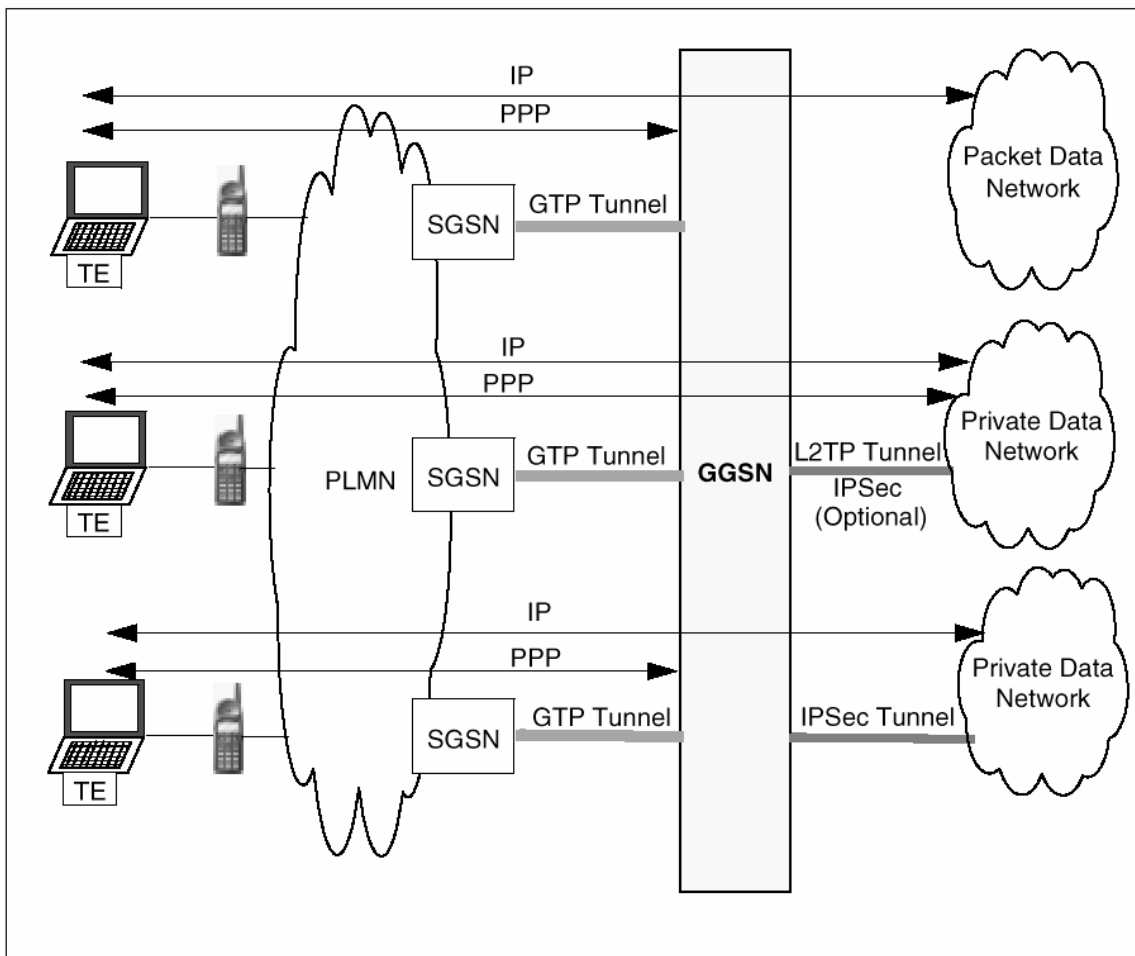 IP
PPP
Packet Data
Network
GTP Tunnel
SGSN
TE
IP
PPP
Private Data
Network
GTP Tunnel
L2TP Tunnel
PLMN
SGSN
GGSN
IPSec
(Optional)
TE
IP
PPP
Private Data
Network
GTP Tunnel
IPSec Tunnel
SGSN
TE